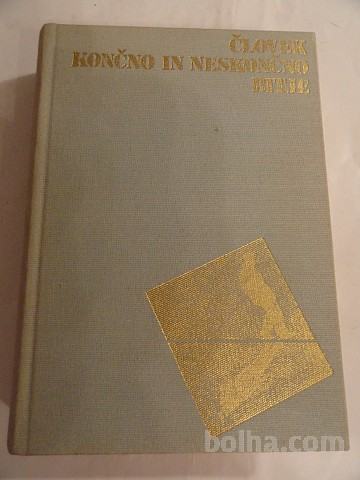 ČLOVEK
KONČNO IN NESKONČNO
BITJE
bolha.com